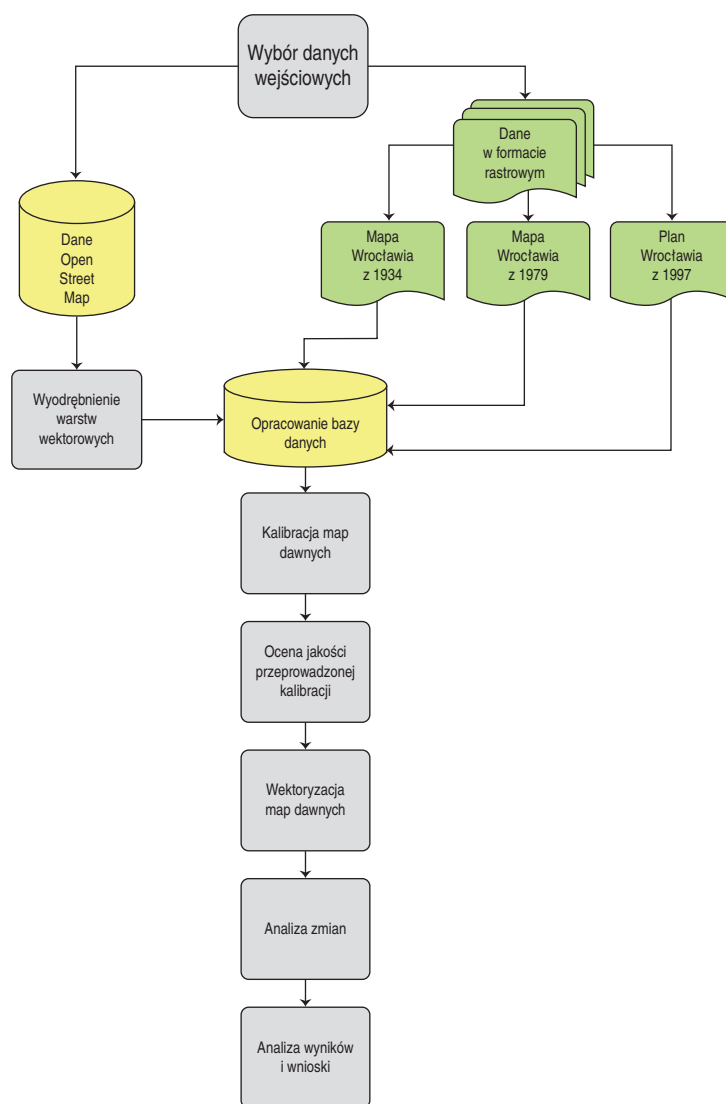 Wybór danych
wejściowych
Dane
w formacie
rastrowym
Dane
Open
Street
Map
Mapa
Wrocławia
z 1934
Mapa
Wrocławia
z 1979
Plan
Wrocławia
z 1997
Wyodrębnienie
warstw
wektorowych
Opracowanie bazy
danych
Kalibracja map
dawnych
Ocena jakości
przeprowadzonej
kalibracji
Wektoryzacja
map dawnych
Analiza zmian
Analiza wyników
i wnioski